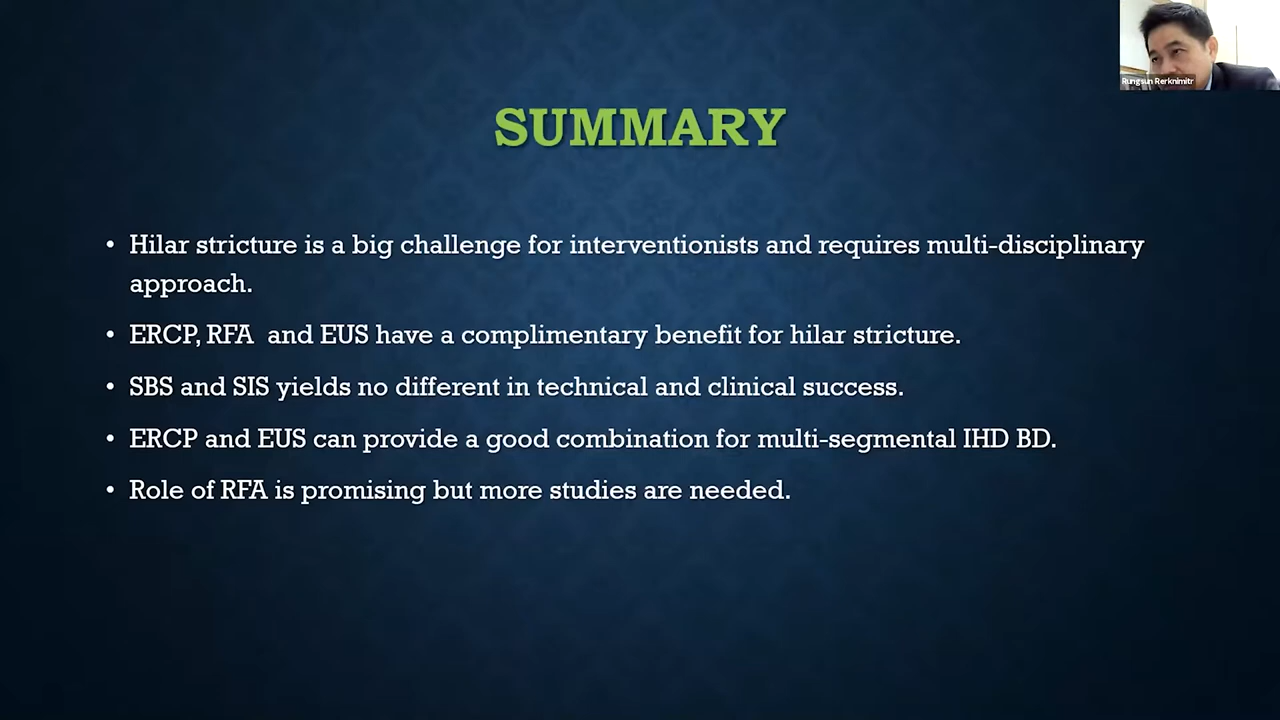 Rungsun Rerknimitr
SUMMARY
• Hilar stricture is a big challenge for interventionists and requires multi-disciplinary
approach.
• ERCP, RFA and EUS have a complimentary benefit for hilar stricture.
• SBS and SIS yields no different in technical and clinical success.
• ERCP and EUS can provide a good combination for multi-segmental IHD BD.
• Role of RFA is promising but more studies are needed.